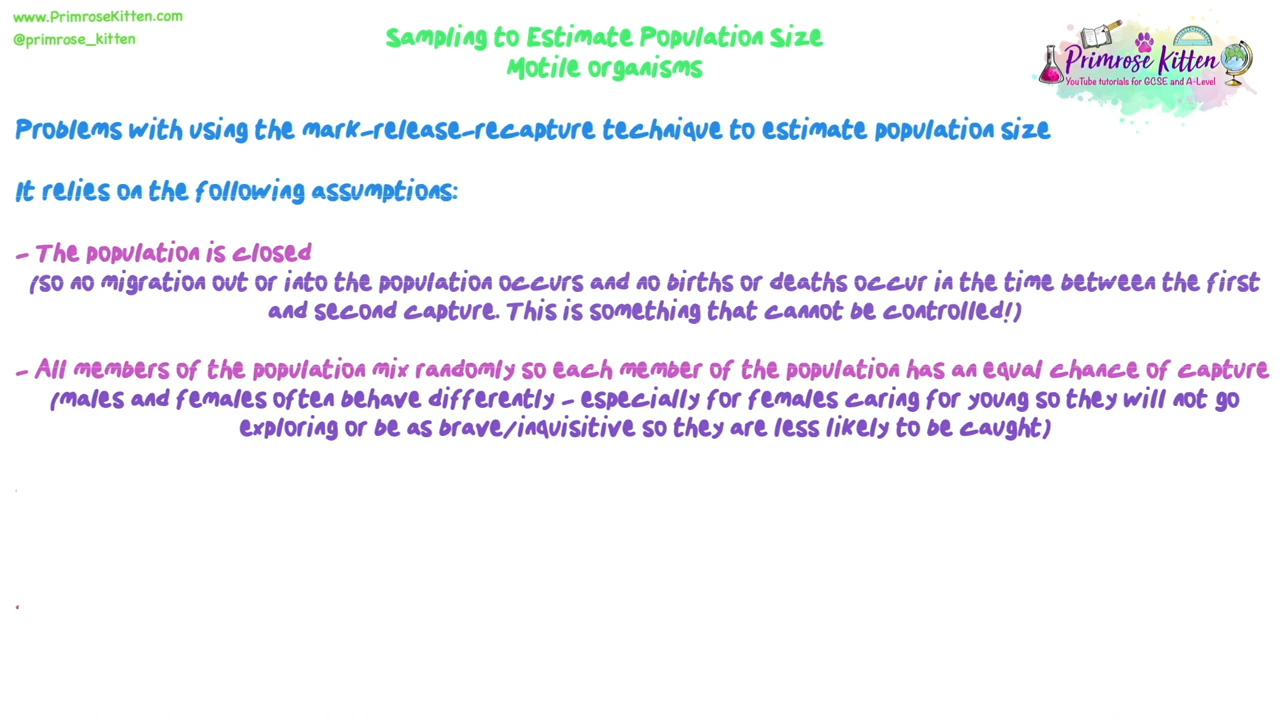 www.PrimroseKitten.com
@primrose_kitten
Sampling to Estimate Population Size
Motile organisms
Primrose Kitten
YouTube tutorials for GCSE and A-Level
Problems with using the mark-release-recapture technique to estimate population size
It relies on the following assumptions:
- The population is closed
(so no migration out or into the population occurs and no births or deaths occur in the time between the first
and second capture. This is something that cannot be controlled!)
- All members of the population mix randomly so each member of the population has an equal chance of capture
(males and females often behave differently - especially for females caring for young so they will not go
exploring or be as brave/inquisitive so they are less likely to be caught)